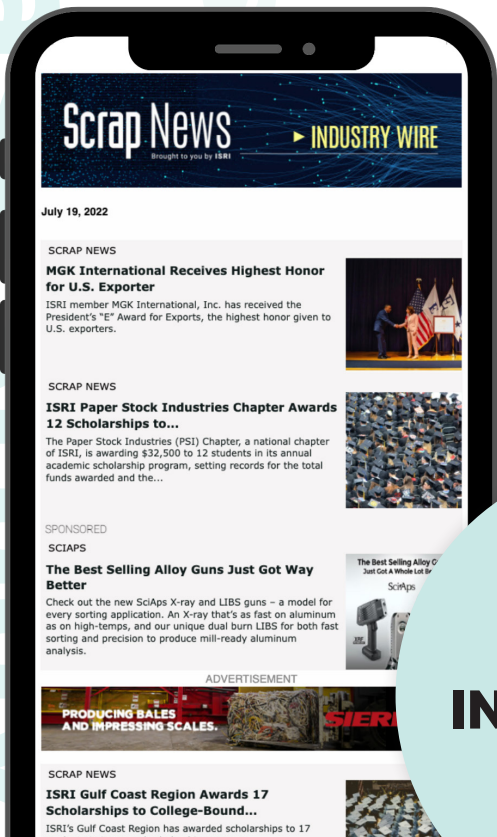 Scrap News
Brought to you by ISRI
► INDUSTRY WIRE
July 19, 2022
SCRAP NEWS
MGK International Receives Highest Honor
for U.S. Exporter
ISRI member MGK International, Inc. has received the
President's "E" Award for Exports, the highest honor given to
U.S. exporters.
SCRAP NEWS
ISRI Paper Stock Industries Chapter Awards
12 Scholarships to...
The Paper Stock Industries (PSI) Chapter, a national chapter
of ISRI, is awarding $32,500 to 12 students in its annual
academic scholarship program, setting records for the total
funds awarded and the...
SPONSORED
SCIAPS
The Best Selling Alloy Guns Just Got Way
Better
Check out the new SciAps X-ray and LIBS guns – a model for
every sorting application. An X-ray that's as fast on aluminum
as on high-temps, and our unique dual burn LIBS for both fast
sorting and precision to produce mill-ready aluminum
analysis.
The Best Selling Alloy
Just Got A Whole Lot
SciAps
ADVERTISEMENT
PRODUCING BALES
AND IMPRESSING SCALES.
SIER
IN
SCRAP NEWS
ISRI Gulf Coast Region Awards 17
Scholarships to College-Bound...
ISRI's Gulf Coast Region has awarded scholarships to 17